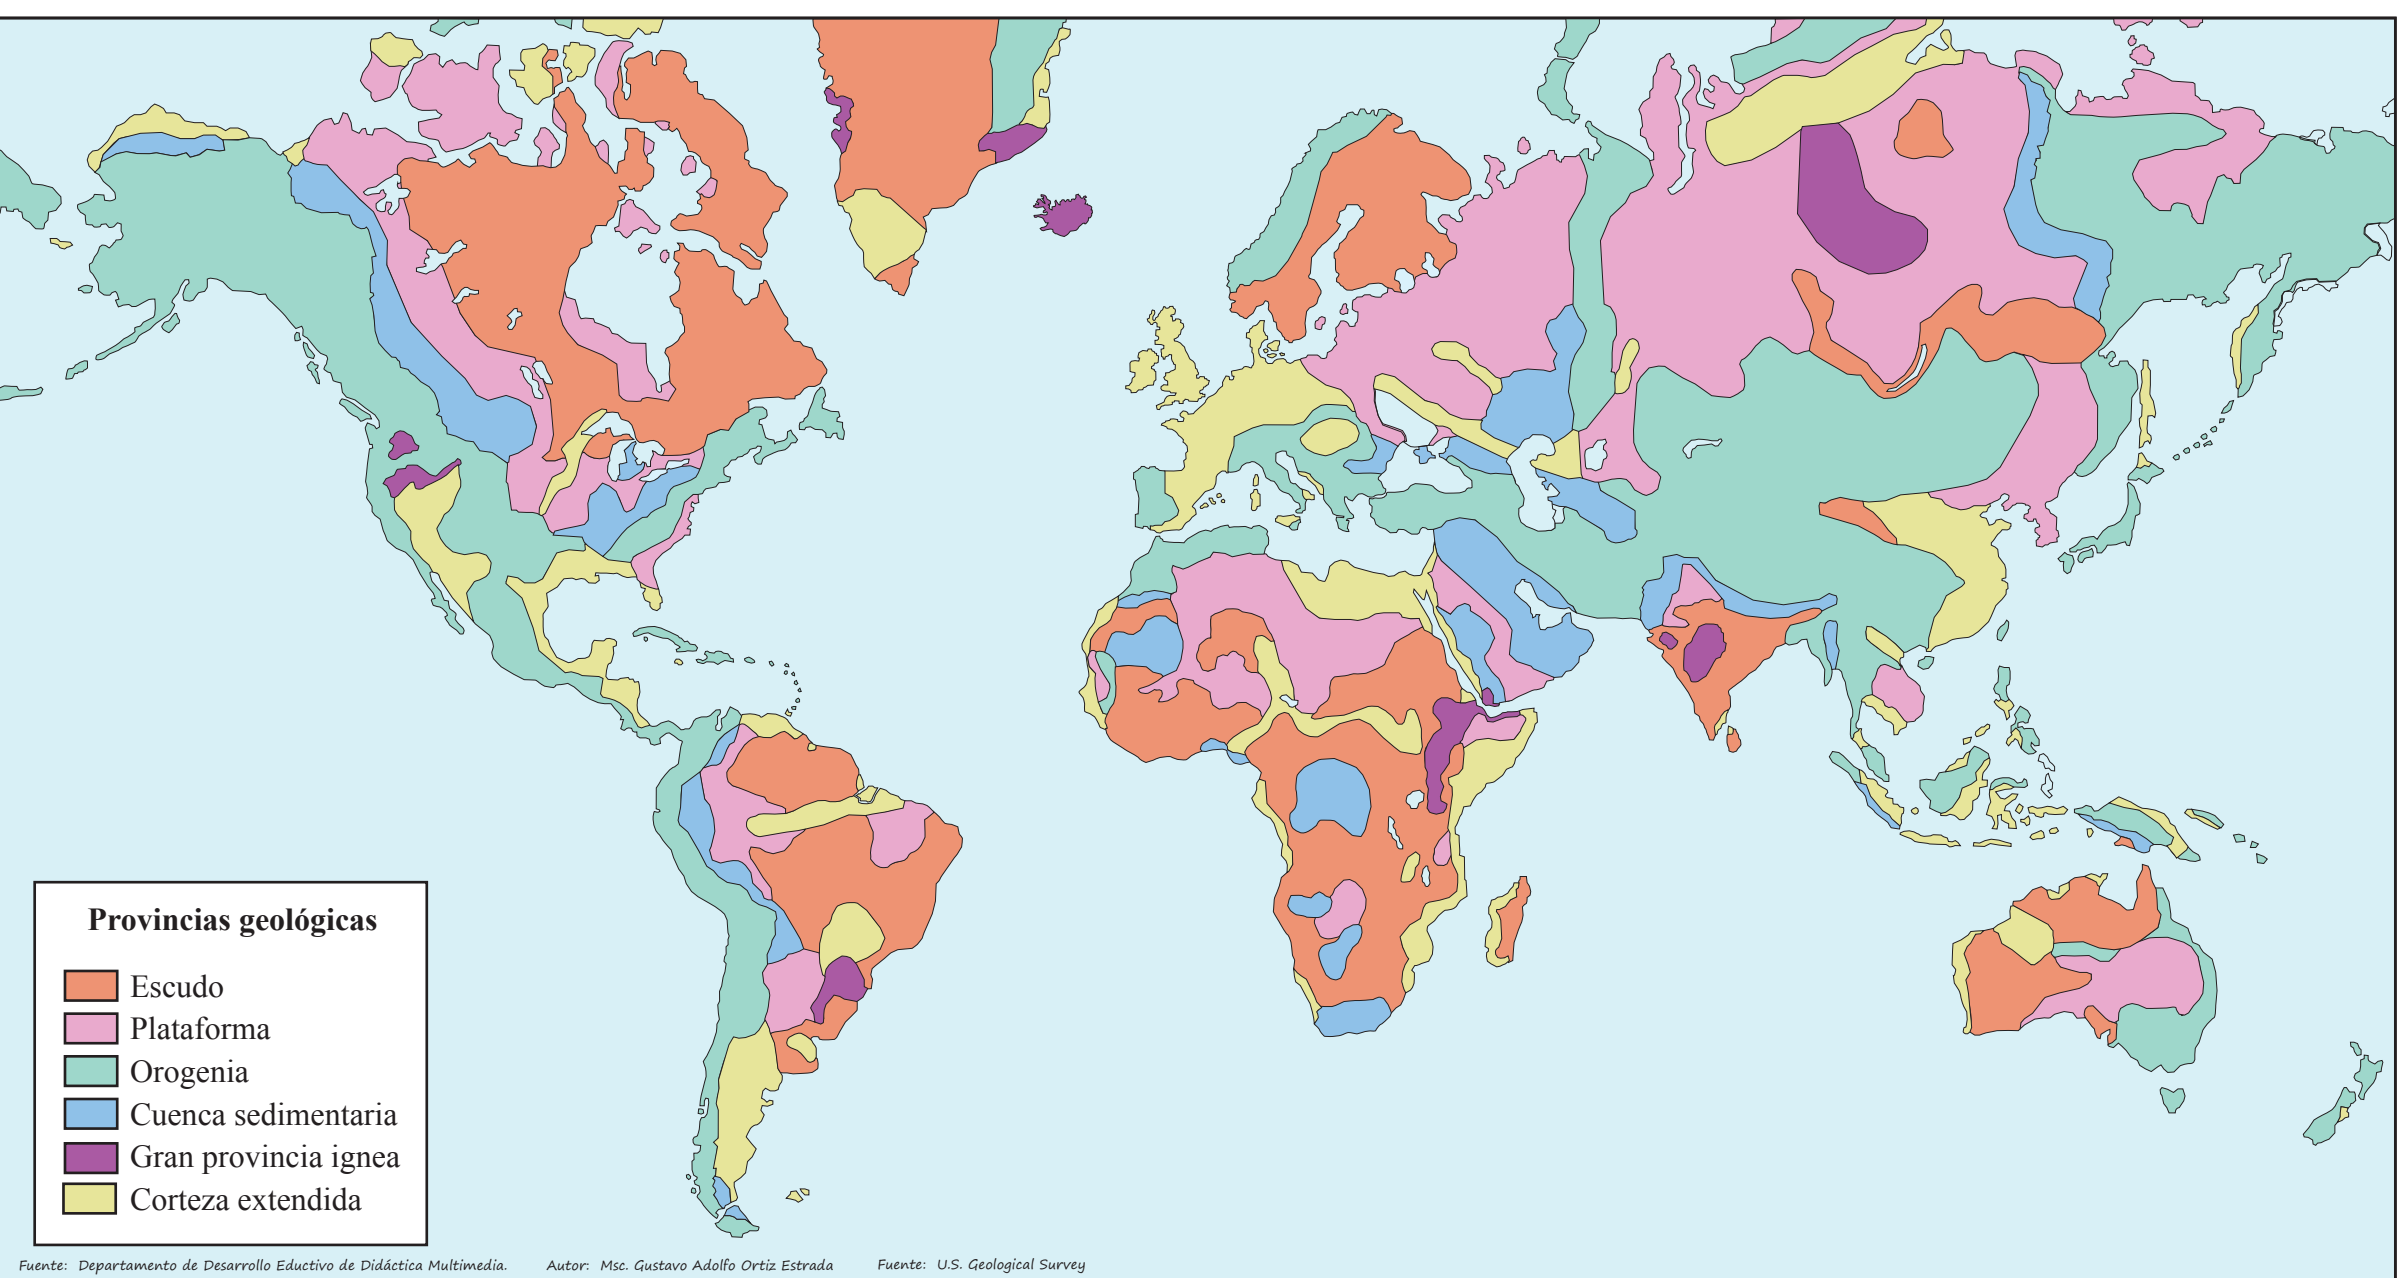 Provincias geológicas
Escudo
Plataforma
Orogenia
Cuenca sedimentaria
Gran provincia ignea
Corteza extendida
Fuente: Departamento de Desarrollo Eductivo de Didáctica Multimedia. Autor: Msc. Gustavo Adolfo Ortiz Estrada Fuente: U.S. Geological Survey